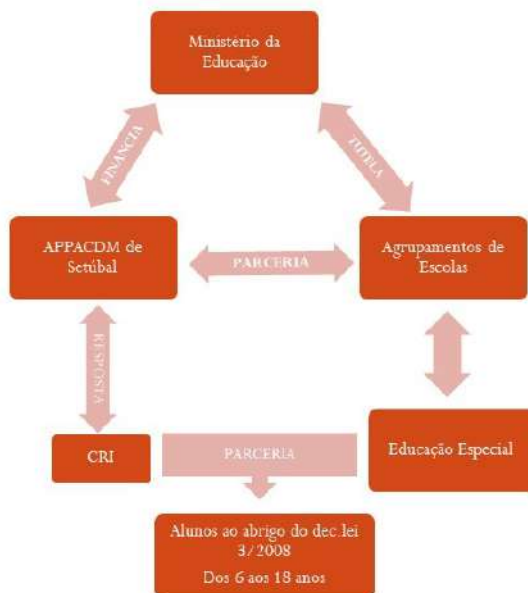 Ministério da
Educação
FINANCIA
TUTELA
APPACDM de
Setúbal
PARCERIA
Agrupamentos de
Escolas
RESPOSTA
CRI
PARCERIA
Educação Especial
Alunos ao abrigo do dec.lei
3/2008
Dos 6 aos 18 anos